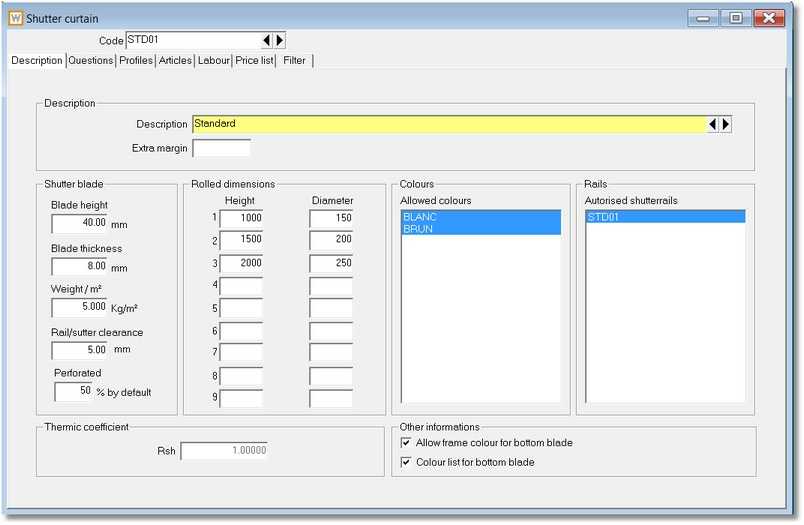 W Shutter curtain
Code STD01
Description Questions Profiles Articles Labour Price list Filter
Description
Description Standard
Extra margin
Shutter blade
Blade height
40.00 mm
Blade thickness
8.00 mm
Weight / m²
5.000 Kg/m²
Rail/sutter clearance
5.00 mm
Perforated
50 % by default
Rolled dimensions
Height Diameter
1 1000 150
2 1500 200
3 2000 250
4
5
6
7
8
9
Colours
Allowed colours
BLANC
BRUN
Rails
Autorised shutterrails
STD01
Thermic coefficient
Rsh 1.00000
Other informations
Allow frame colour for bottom blade
Colour list for bottom blade